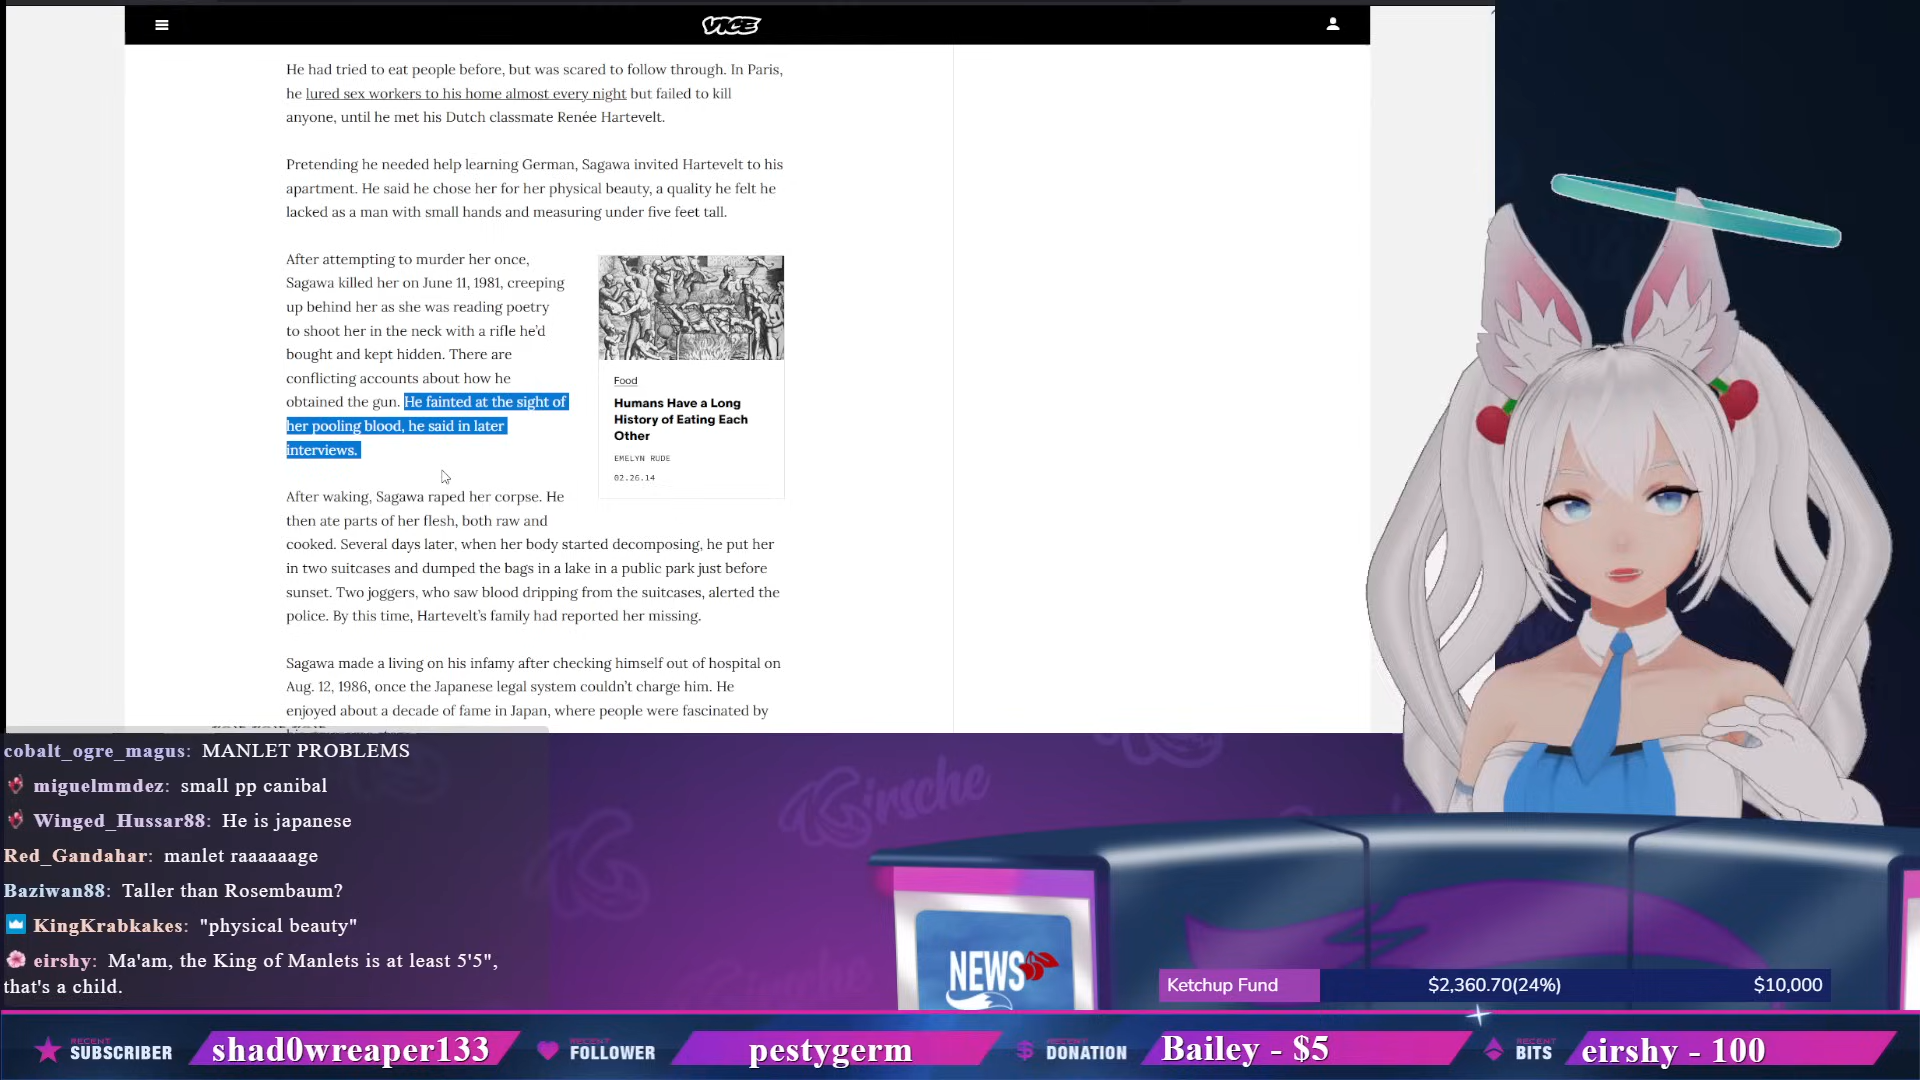 VICE
He had tried to eat people before, but was scared to follow through. In Paris,
he lured sex workers to his home almost every night but failed to kill
anyone, until he met his Dutch classmate Renée Hartevelt.
Pretending he needed help learning German, Sagawa invited Hartevelt to his
apartment. He said he chose her for her physical beauty, a quality he felt he
lacked as a man with small hands and measuring under five feet tall.
After attempting to murder her once,
Sagawa killed her on June 11, 1981, creeping
up behind her as she was reading poetry
to shoot her in the neck with a rifle he’d
bought and kept hidden. There are
conflicting accounts about how he
obtained the gun. He fainted at the sight of
her pooling blood, he said in later
interviews.
Food
Humans Have a Long
History of Eating Each
Other
EMELYN RUDE
02.26.14
After waking, Sagawa raped her corpse. He
then ate parts of her flesh, both raw and
cooked. Several days later, when her body started decomposing, he put her
in two suitcases and dumped the bags in a lake in a public park just before
sunset. Two joggers, who saw blood dripping from the suitcases, alerted the
police. By this time, Hartevelt’s family had reported her missing.
Sagawa made a living on his infamy after checking himself out of hospital on
Aug. 12, 1986, once the Japanese legal system couldn’t charge him. He
enjoyed about a decade of fame in Japan, where people were fascinated by
cobalt_ogre_magus: MANLET PROBLEMS
miguelmmdez: small pp canibal
Winged_Hussar88: He is japanese
Red_Gandahar: manlet raaaaaage
Baziwan88: Taller than Rosembaum?
KingKrabkakes: "physical beauty"
eirshy: Ma'am, the King of Manlets is at least 5'5",
that's a child.
Kirsche
NEWS
Ketchup Fund $2,360.70(24%) $10,000
RECENT SUBSCRIBER shad0wreaper133
RECENT FOLLOWER pestygerm
RECENT DONATION Bailey - $5
RECENT BITS eirshy - 100